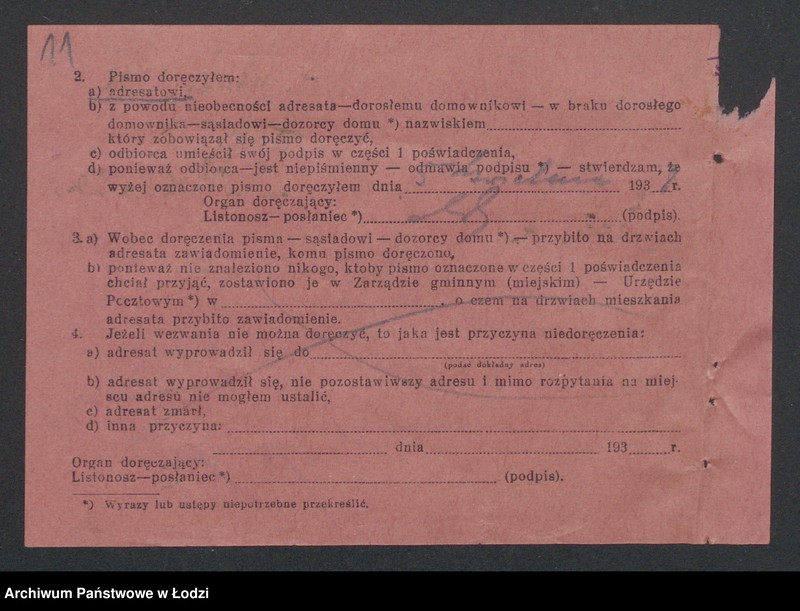 11
2. Pismo doręczyłem:
a) adresatowi,
b) z powodu nieobecności adresata—dorosłemu domownikowi — w braku dorosłego
domownika—sąsiadowi—dozorcy domu *) nazwiskiem
który zobowiązał się pismo doręczyć,
c) odbiorca umieścił swój podpis w części 1 poświadczenia,
d) ponieważ odbiorca—jest niepiśmienny — odmawia podpisu *) — stwierdzam, że
wyżej oznaczone pismo doręczyłem dnia 193 r.
Organ doręczający:
Listonosz—posłaniec *) (podpis).
3. a) Wobec doręczenia pisma — sąsiadowi — dozorcy domu *) — przybito na drzwiach
adresata zawiadomienie, komu pismo doręczono,
b) ponieważ nie znaleziono nikogo, ktoby pismo oznaczone w części 1 poświadczenia
chciał przyjąć, zostawiono je w Zarządzie gminnym (miejskim) — Urzędzie
Pocztowym *) w , o czem na drzwiach mieszkania
adresata przybito zawiadomienie.
4. Jeżeli wezwania nie można doręczyć, to jaka jest przyczyna niedoręczenia:
a) adresat wyprowadził się do
(podać dokładny adres)
b) adresat wyprowadził się, nie pozostawiwszy adresu i mimo rozpytania na miej-
scu adresu nie mogłem ustalić,
c) adresat zmarł,
d) inna przyczyna:
dnia 193 r.
Organ doręczający:
Listonosz—posłaniec *) (podpis).
*) Wyrazy lub ustępy niepotrzebne przekreślić.
Archiwum Państwowe w Łodzi